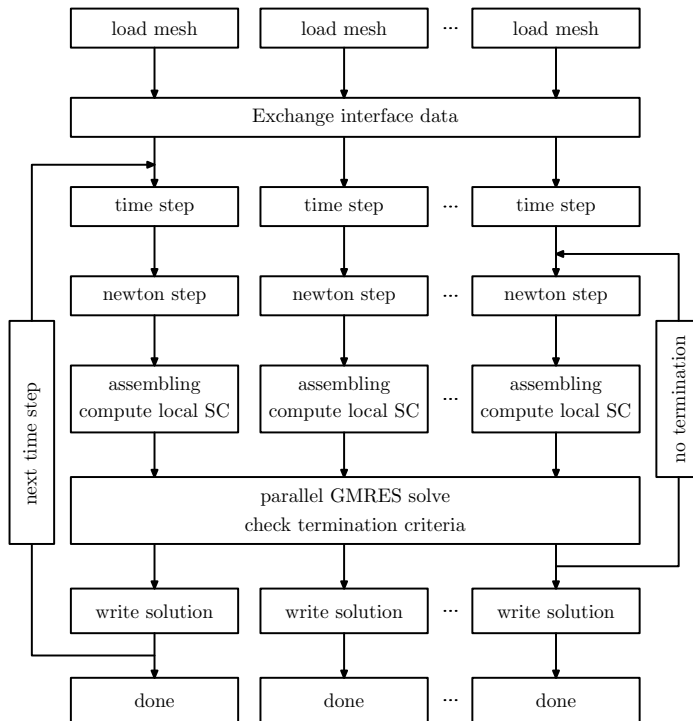 load mesh load mesh ... load mesh
Exchange interface data
time step time step ... time step
newton step newton step ... newton step
assembling assembling assembling
compute local SC compute local SC ... compute local SC
next time step
no termination
parallel GMRES solve
check termination criteria
write solution write solution ... write solution
done done ... done